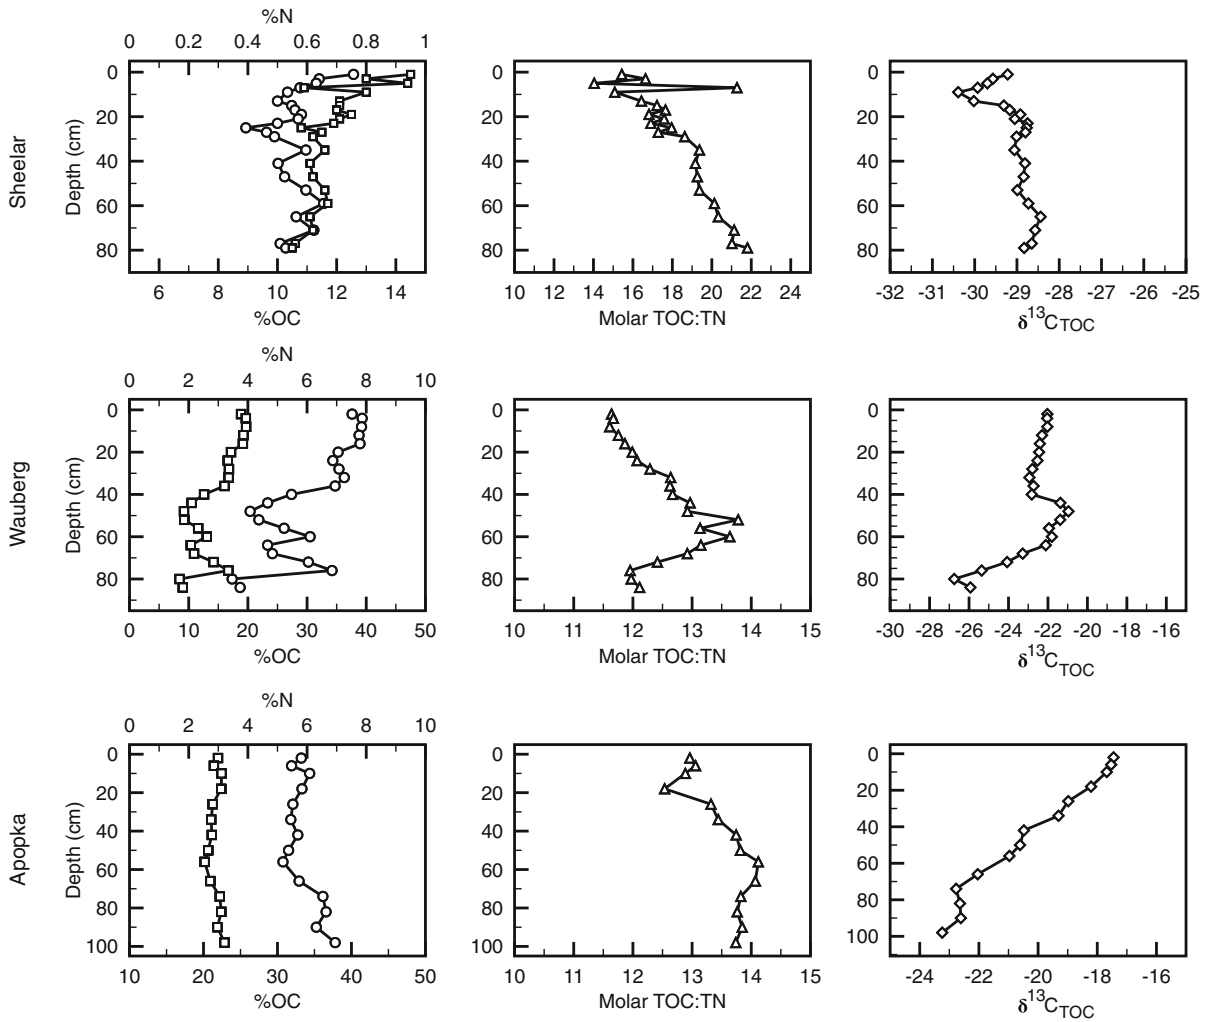 %N
0 0.2 0.4 0.6 0.8 1
Sheelar
Depth (cm)
0
20
40
60
80
6 8 10 12 14
%OC
0
20
40
60
80
10 12 14 16 18 20 22 24
Molar TOC:TN
0
20
40
60
80
-32 -31 -30 -29 -28 -27 -26 -25
δ13CTOC
%N
0 2 4 6 8 10
Wauberg
Depth (cm)
0
20
40
60
80
0 10 20 30 40 50
%OC
0
20
40
60
80
10 11 12 13 14 15
Molar TOC:TN
0
20
40
60
80
-30 -28 -26 -24 -22 -20 -18 -16
δ13CTOC
%N
0 2 4 6 8 10
Apopka
Depth (cm)
0
20
40
60
80
100
10 20 30 40 50
%OC
0
20
40
60
80
100
10 11 12 13 14 15
Molar TOC:TN
0
20
40
60
80
100
-24 -22 -20 -18 -16
δ13CTOC